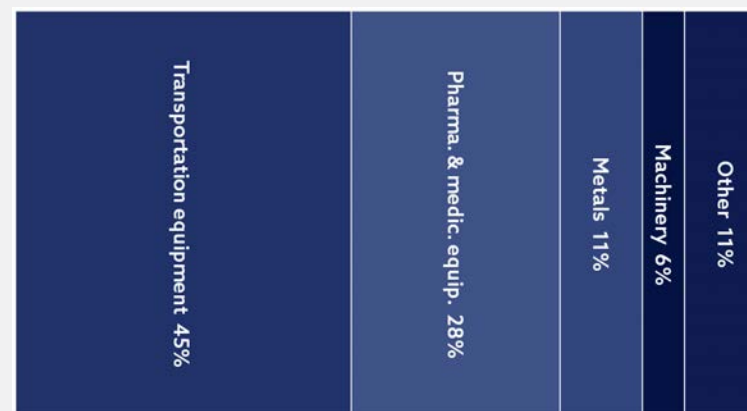 Transportation equipment 45%
Pharma. & medic. equip. 28%
Metals 11%
Machinery 6%
Other 11%